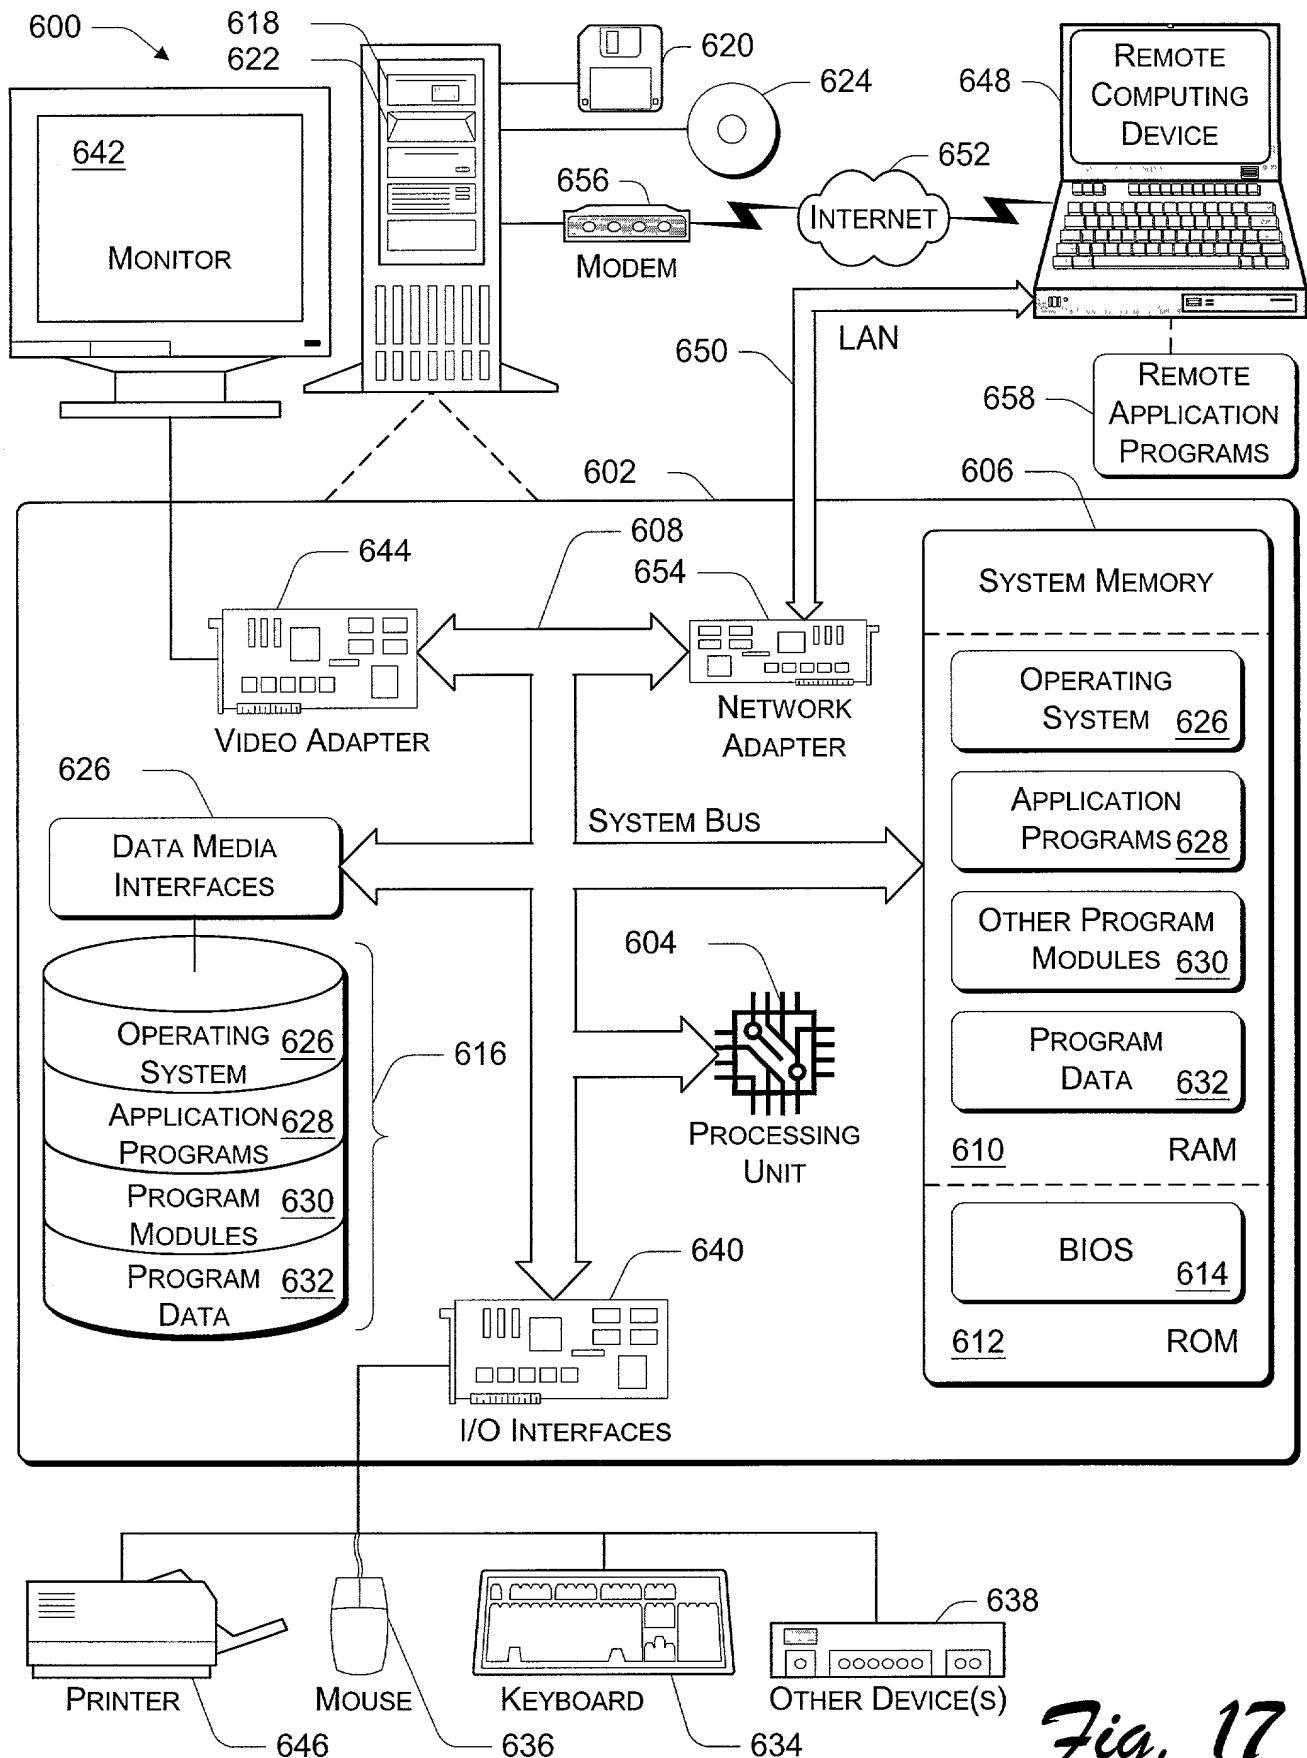 600
618
622
620
624
648
REMOTE
COMPUTING
DEVICE
642
MONITOR
656
MODEM
652
INTERNET
650
LAN
658
REMOTE
APPLICATION
PROGRAMS
602
606
644
608
654
VIDEO ADAPTER
NETWORK
ADAPTER
SYSTEM MEMORY
OPERATING
SYSTEM 626
APPLICATION
PROGRAMS 628
OTHER PROGRAM
MODULES 630
PROGRAM
DATA 632
610 RAM
BIOS
614
612 ROM
626
DATA MEDIA
INTERFACES
SYSTEM BUS
604
PROCESSING
UNIT
OPERATING 626
SYSTEM
APPLICATION 628
PROGRAMS
PROGRAM 630
MODULES
PROGRAM 632
DATA
616
640
I/O INTERFACES
PRINTER
646
MOUSE
636
KEYBOARD
634
638
OTHER DEVICE(S)
Fig. 17